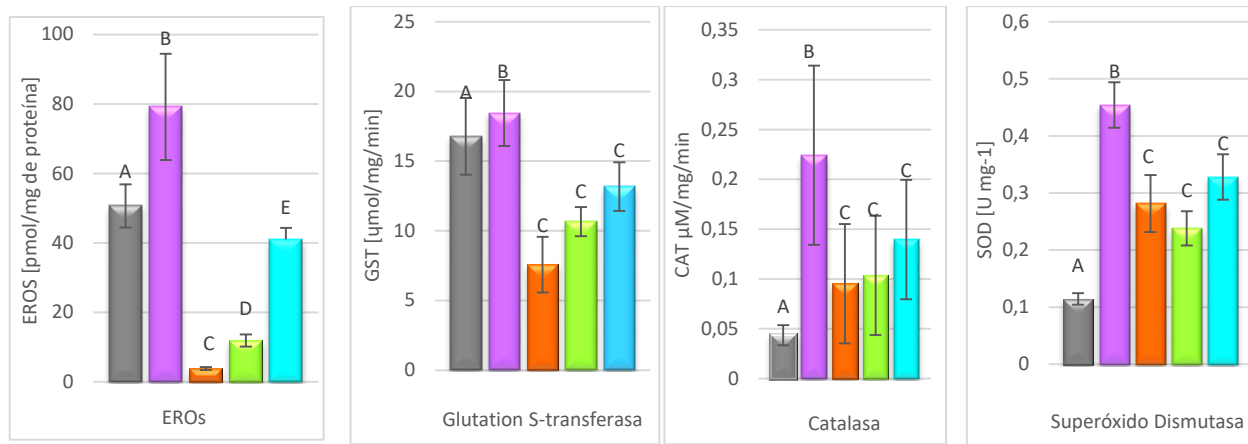 EROS [pmol/mg de proteína]
100
80
60
40
20
0
A
B
C
D
E
EROs
GST [ųmol/mg/min]
25
20
15
10
5
0
A
B
C
C
C
Glutation S-transferasa
CAT µM/mg/min
0,35
0,3
0,25
0,2
0,15
0,1
0,05
0
A
B
C
C
C
Catalasa
SOD [U mg-1]
0,6
0,5
0,4
0,3
0,2
0,1
0
A
B
C
C
C
Superóxido Dismutasa